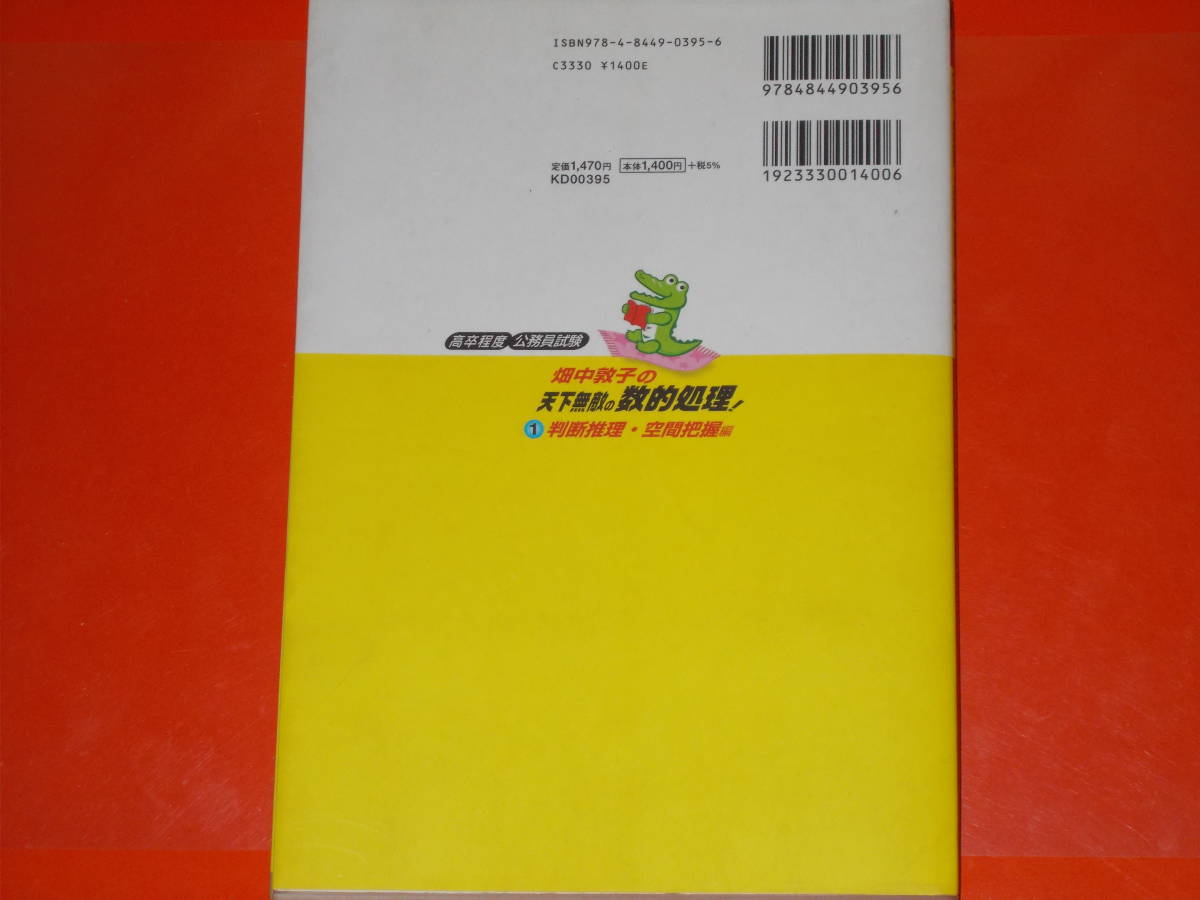 ISBN978-4-8449-0395-6
C3330 ¥1400E
9784844903956
定価1,470円 本体1,400円 +税5%
KD00395
1923330014006
高卒程度 公務員試験
畑中敦子の
天下無敵の数的処理!
1 判断推理・空間把握編